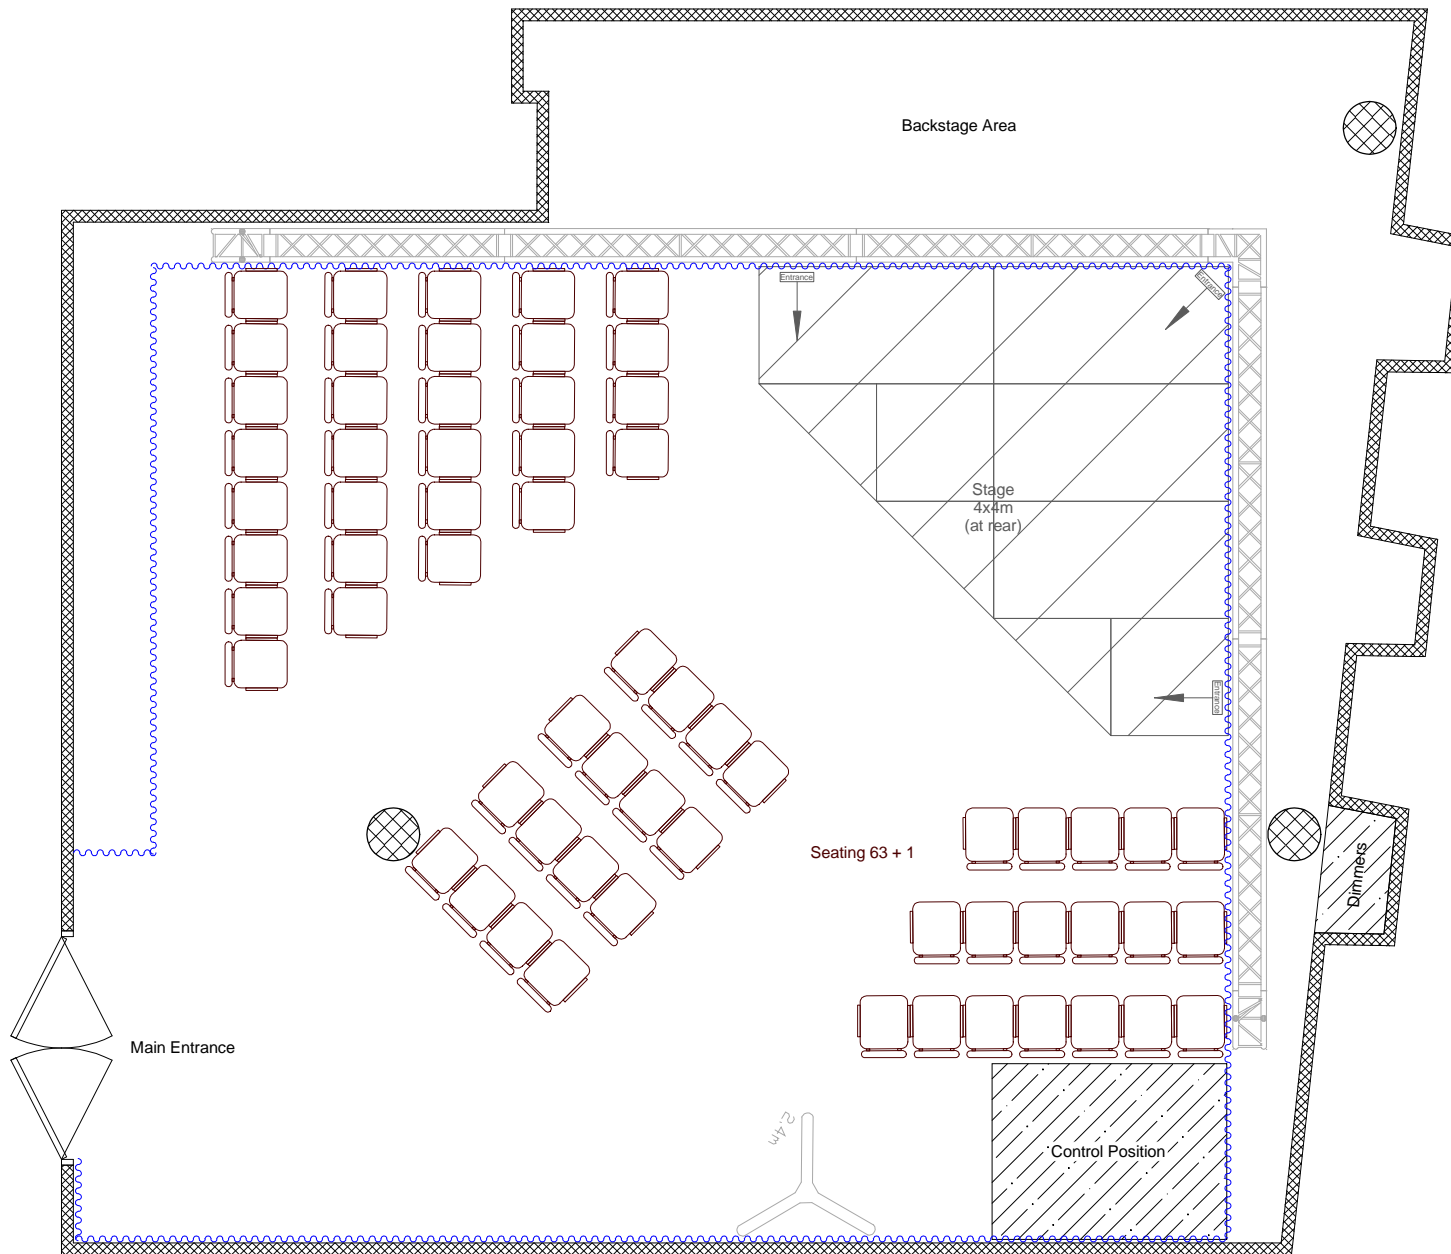 Backstage Area
Entrance
Entrance
Stage
4x4m
(at rear)
Entrance
Seating 63 + 1
Dimmers
Main Entrance
2.4m
Control Position